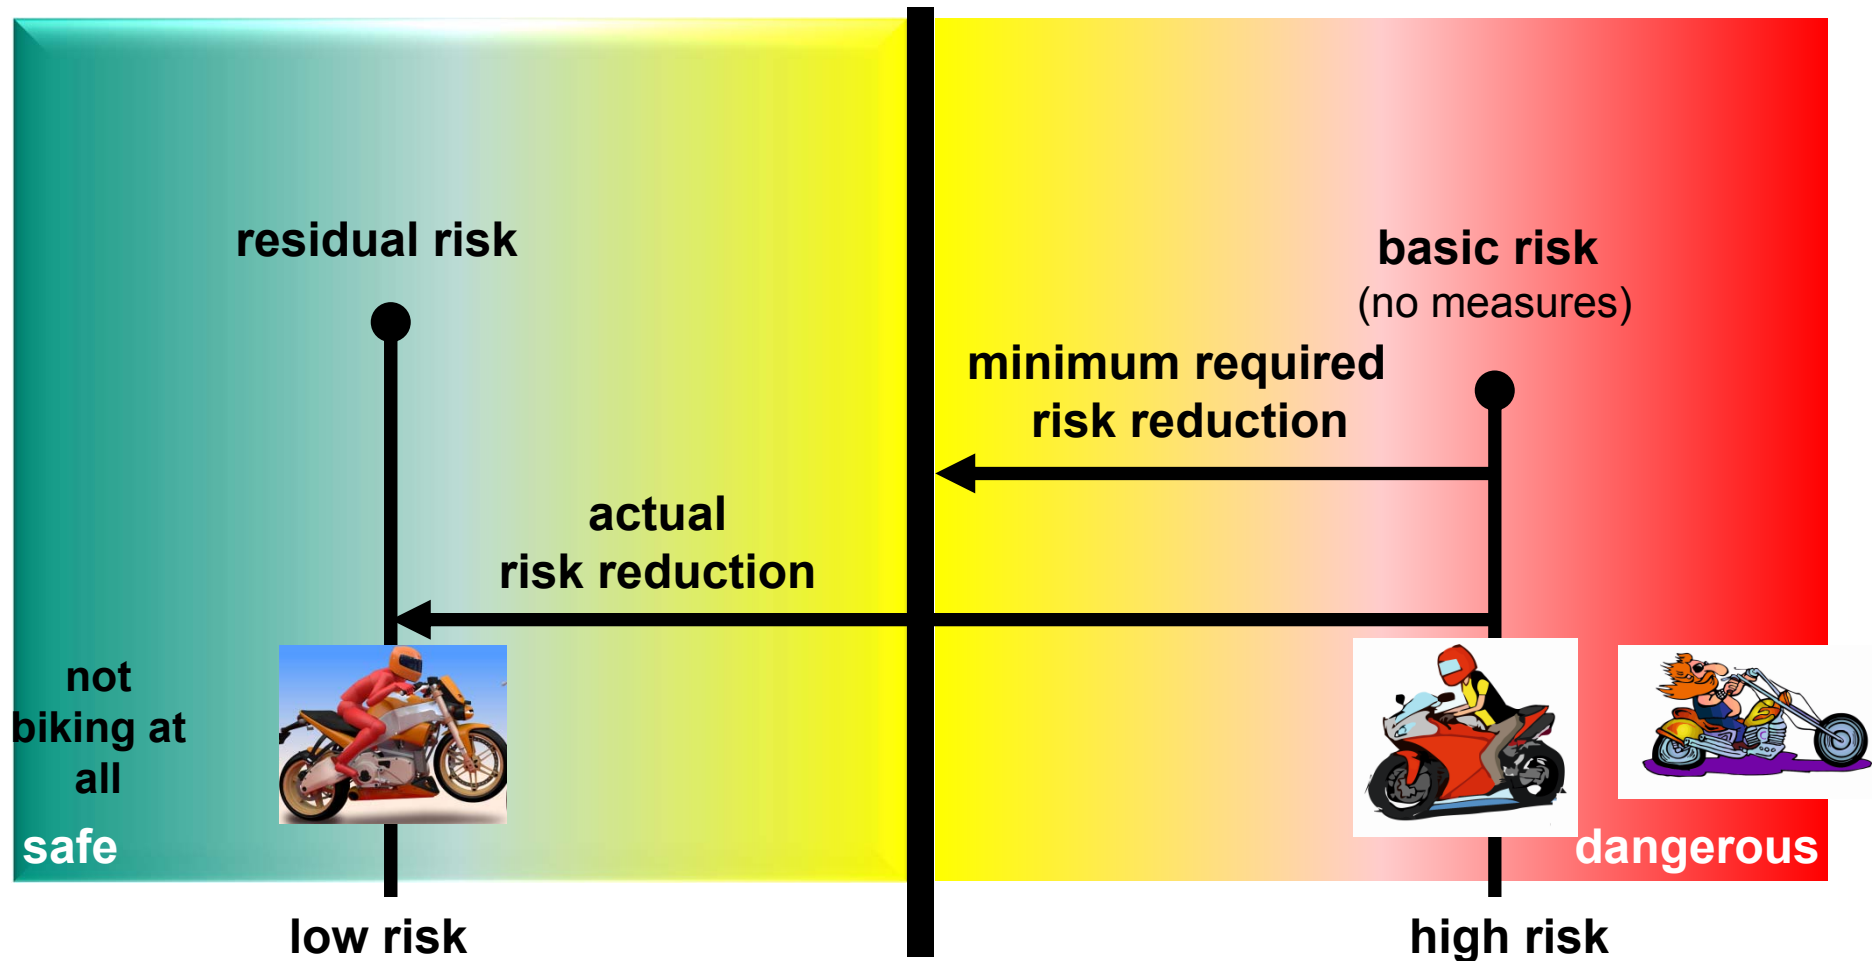 residual risk
basic risk
(no measures)
minimum required
risk reduction
actual
risk reduction
not
biking at
all
safe
dangerous
low risk
high risk